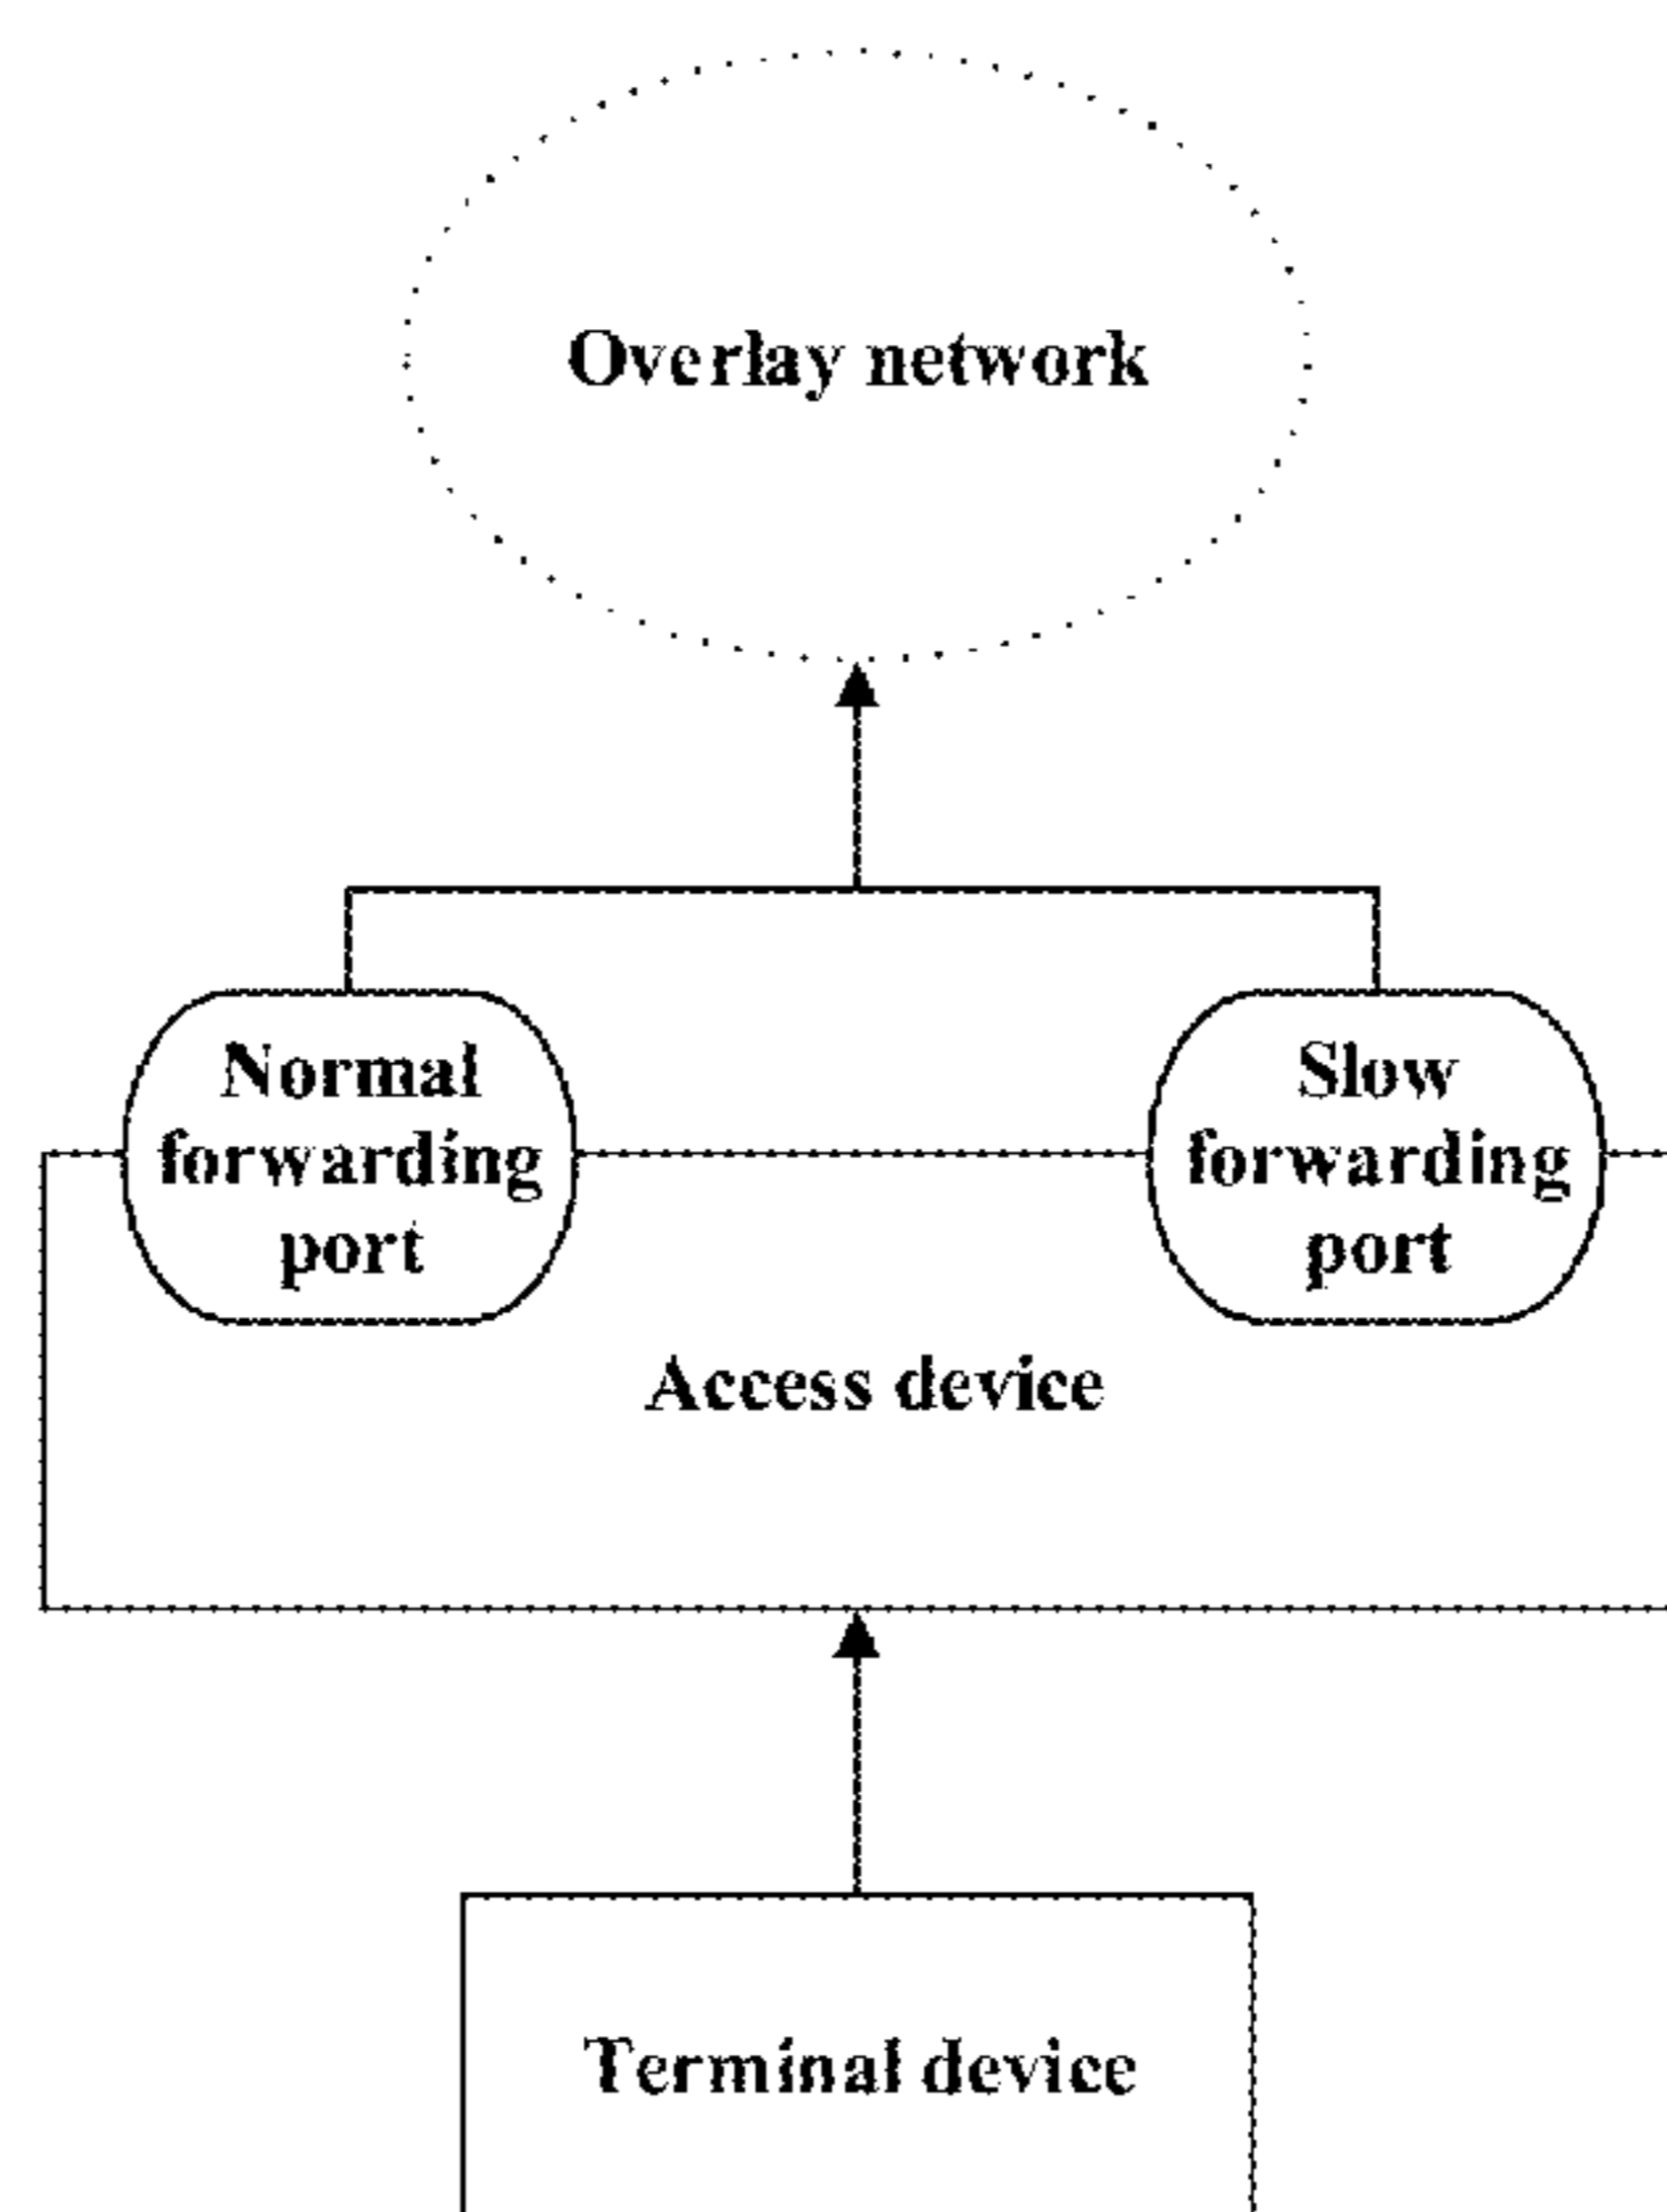 Overlay network
Normal
forwarding
port
Slow
forwarding
port
Access device
Terminal device